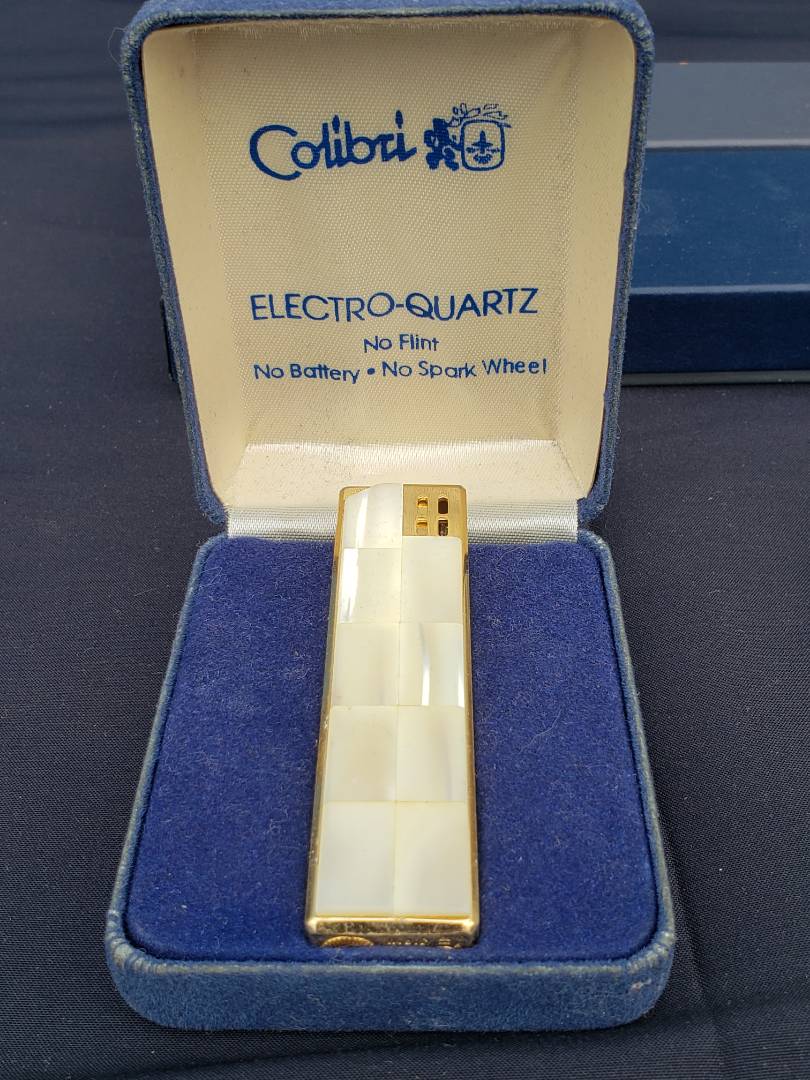 Colibri
ELECTRO-QUARTZ
No Flint
No Battery • No Spark Wheel